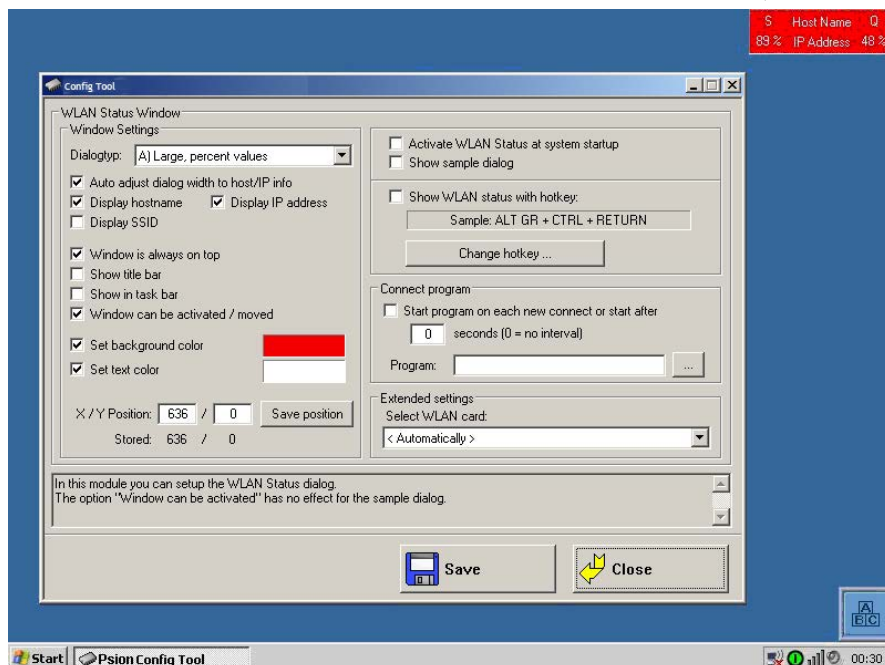 S Host Name Q
89 % IP Address 48 %
Config Tool
WLAN Status Window
Window Settings
Dialogtyp: A) Large, percent values
Auto adjust dialog width to host/IP info
Display hostname Display IP address
Display SSID
Window is always on top
Show title bar
Show in task bar
Window can be activated / moved
Set background color
Set text color
X / Y Position: 636 / 0 Save position
Stored: 636 / 0
Activate WLAN Status at system startup
Show sample dialog
Show WLAN status with hotkey:
Sample: ALT GR + CTRL + RETURN
Change hotkey ...
Connect program
Start program on each new connect or start after
0 seconds (0 = no interval)
Program: ...
Extended settings
Select WLAN card:
< Automatically >
In this module you can setup the WLAN Status dialog.
The option "Window can be activated" has no effect for the sample dialog.
Save Close
A
B C
Start Psion Config Tool 00:30